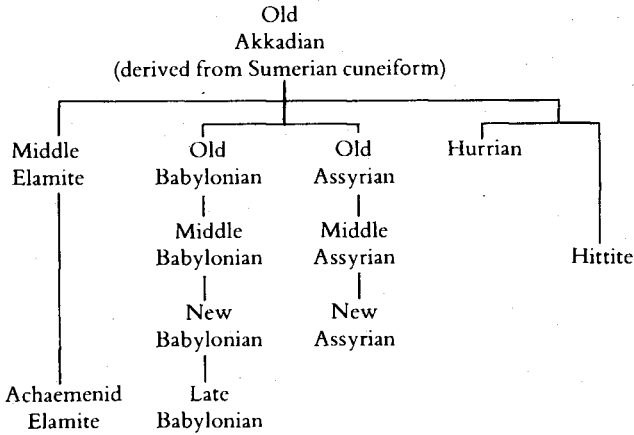 Old
Akkadian
(derived from Sumerian cuneiform)
Middle
Elamite
Old
Babylonian
Old
Assyrian
Hurrian
Middle
Babylonian
Middle
Assyrian
Hittite
New
Babylonian
New
Assyrian
Achaemenid
Elamite
Late
Babylonian